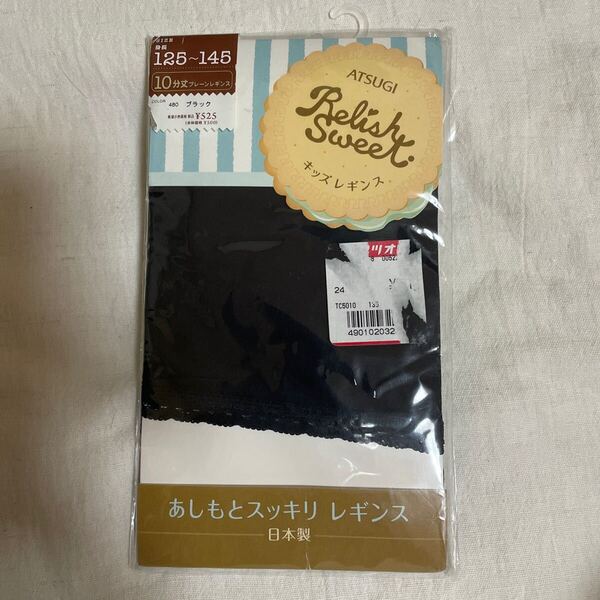 身長
125~145
10分丈プレーンレギンス
COLOR
480 ブラック
¥525
ATSUGI
Relish
Sweet.
キッズレギンス
ツオ
24
TC5010
490102032
あしもとスッキリ レギンス
日本製